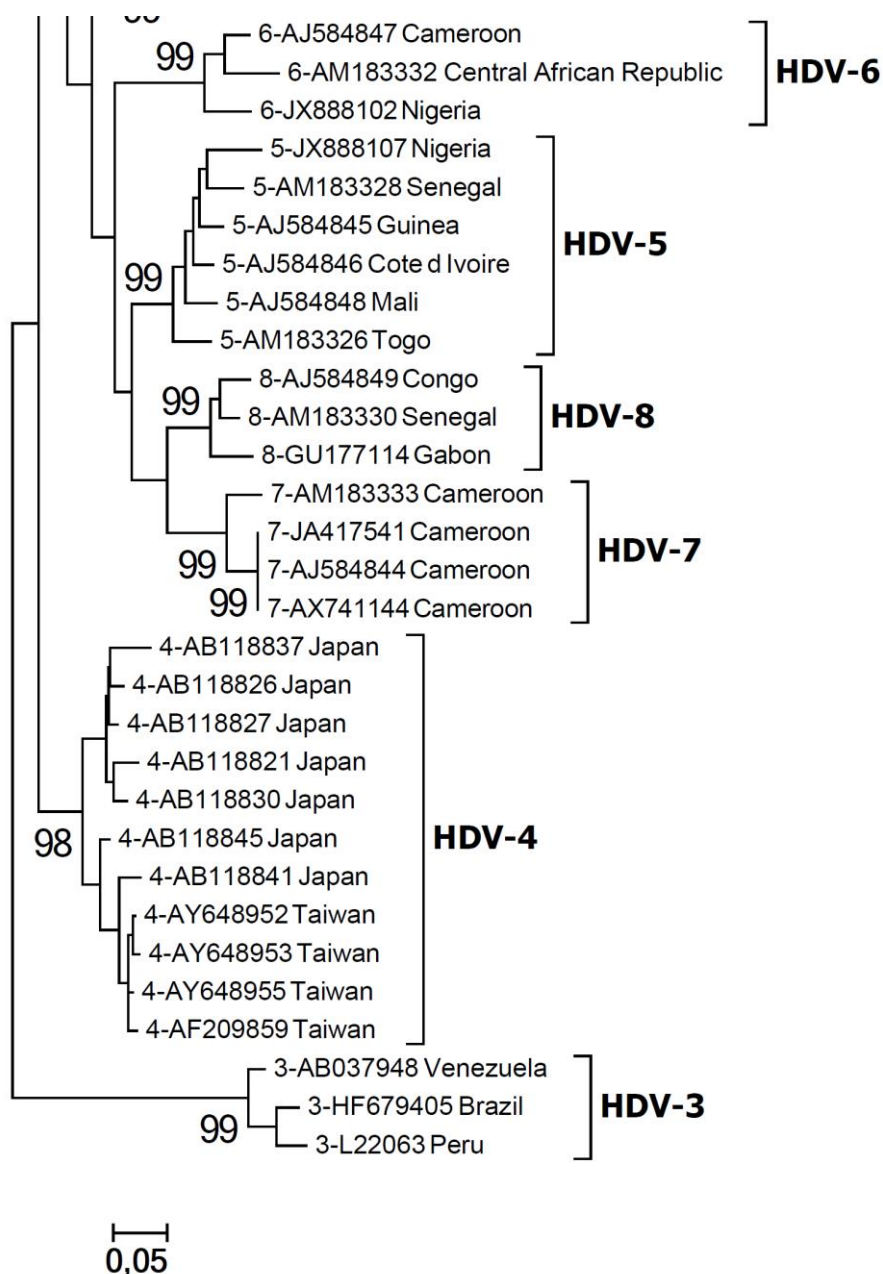 99
6-AJ584847 Cameroon
99
6-AM183332 Central African Republic
HDV-6
6-JX888102 Nigeria
5-JX888107 Nigeria
5-AM183328 Senegal
5-AJ584845 Guinea
HDV-5
5-AJ584846 Cote d Ivoire
99
5-AJ584848 Mali
5-AM183326 Togo
8-AJ584849 Congo
99
8-AM183330 Senegal
HDV-8
8-GU177114 Gabon
7-AM183333 Cameroon
7-JA417541 Cameroon
HDV-7
99
7-AJ584844 Cameroon
99
7-AX741144 Cameroon
4-AB118837 Japan
4-AB118826 Japan
4-AB118827 Japan
4-AB118821 Japan
4-AB118830 Japan
98
4-AB118845 Japan
HDV-4
4-AB118841 Japan
4-AY648952 Taiwan
4-AY648953 Taiwan
4-AY648955 Taiwan
4-AF209859 Taiwan
3-AB037948 Venezuela
3-HF679405 Brazil
HDV-3
99
3-L22063 Peru
0,05